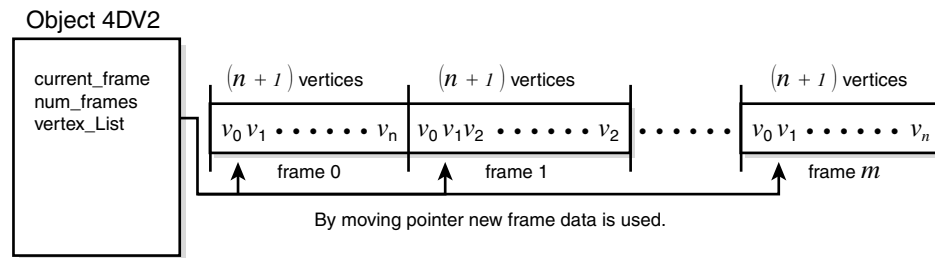 Object 4DV2
current_frame
num_frames
vertex_List
(n + 1) vertices (n + 1) vertices (n + 1) vertices
v0 v1 • • • • • • vn v0 v1 v2 • • • • • • v2 • • • • • • v0 v1 • • • • • • vn
frame 0 frame 1 frame m
By moving pointer new frame data is used.